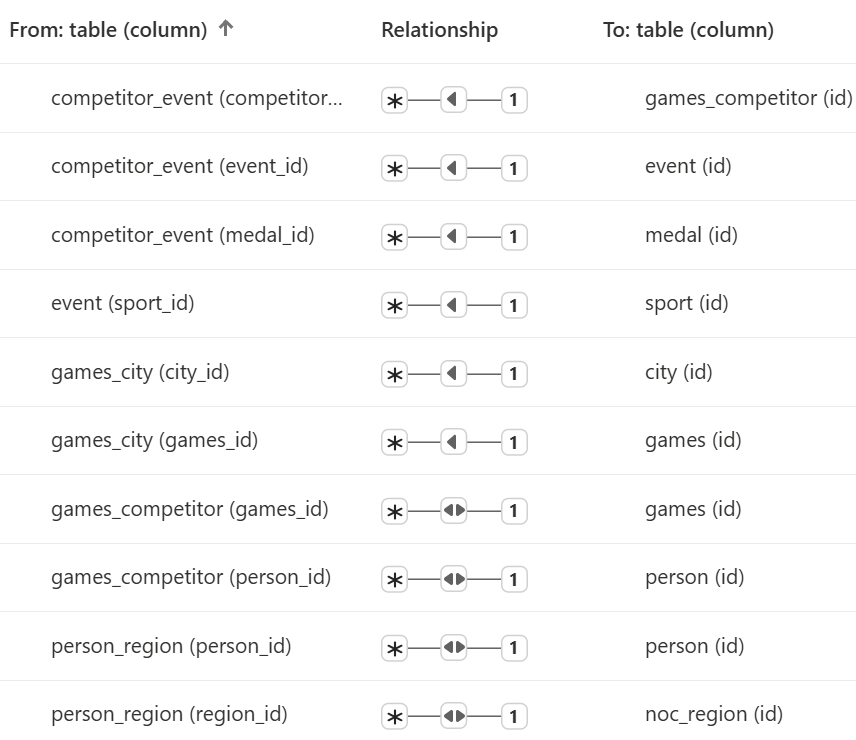 From: table (column) ↑ Relationship To: table (column)
competitor_event (competitor... * 1 games_competitor (id)
competitor_event (event_id) * 1 event (id)
competitor_event (medal_id) * 1 medal (id)
event (sport_id) * 1 sport (id)
games_city (city_id) * 1 city (id)
games_city (games_id) * 1 games (id)
games_competitor (games_id) * 1 games (id)
games_competitor (person_id) * 1 person (id)
person_region (person_id) * 1 person (id)
person_region (region_id) * 1 noc_region (id)